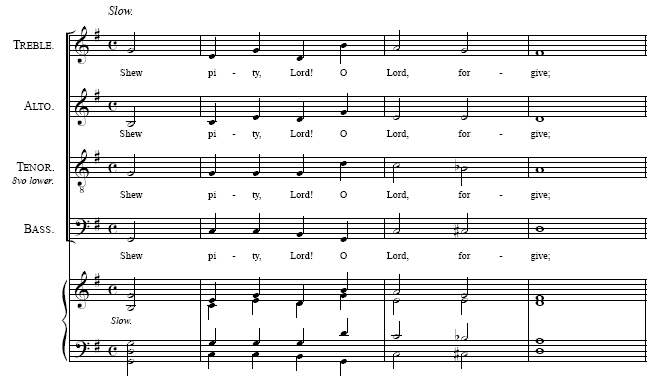 Slow.
TREBLE.
Shew pi - ty, Lord! O Lord, for - give;
ALTO.
Shew pi - ty, Lord! O Lord, for - give;
TENOR.
8vo lower.
8
Shew pi - ty, Lord! O Lord, for - give;
BASS.
Shew pi - ty, Lord! O Lord, for - give;
Slow.